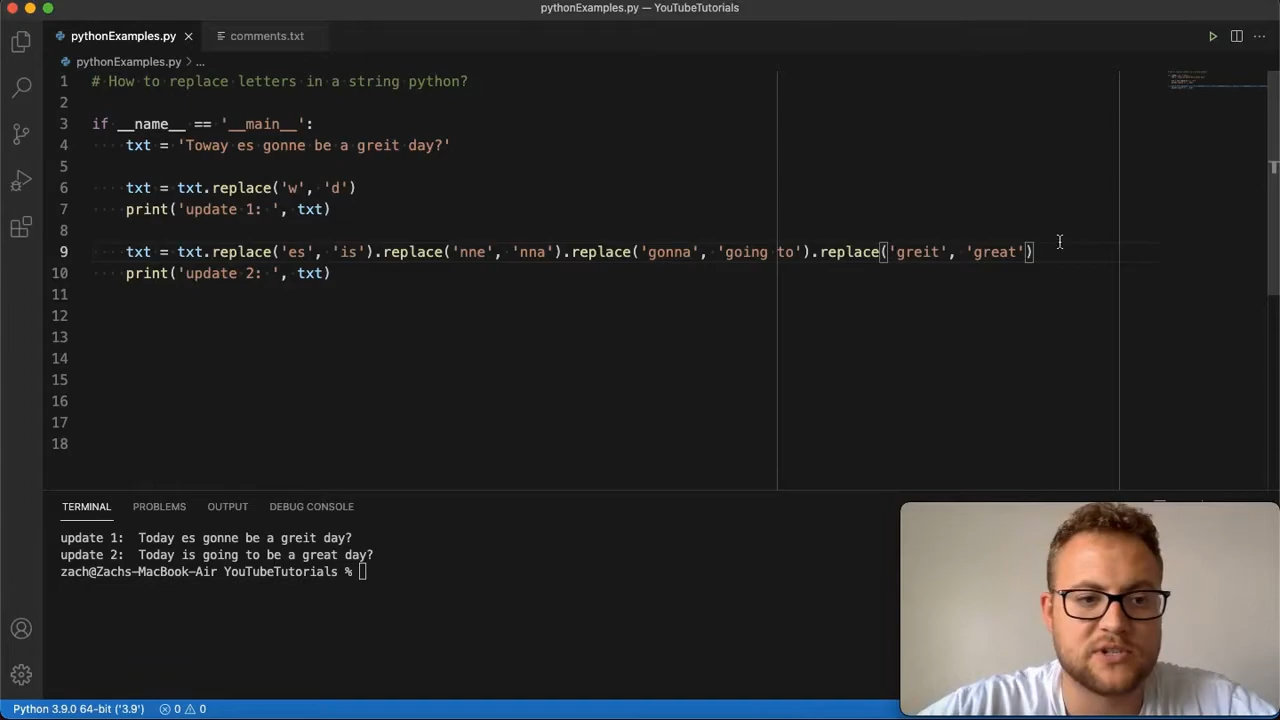 pythonExamples.py — YouTubeTutorials
pythonExamples.py
comments.txt
pythonExamples.py > ...
1 # How to replace letters in a string python?
2
3 if __name__ == '__main__':
4 txt = 'Toway es gonne be a greit day?'
5
6 txt = txt.replace('w', 'd')
7 print('update 1: ', txt)
8
9 txt = txt.replace('es', 'is').replace('nne', 'nna').replace('gonna', 'going to').replace('greit', 'great')
10 print('update 2: ', txt)
11
12
13
14
15
16
17
18
TERMINAL PROBLEMS OUTPUT DEBUG CONSOLE
update 1:  Today es gonne be a greit day?
update 2:  Today is going to be a great day?
zach@Zachs-MacBook-Air YouTubeTutorials %
Python 3.9.0 64-bit ('3.9') 0 0